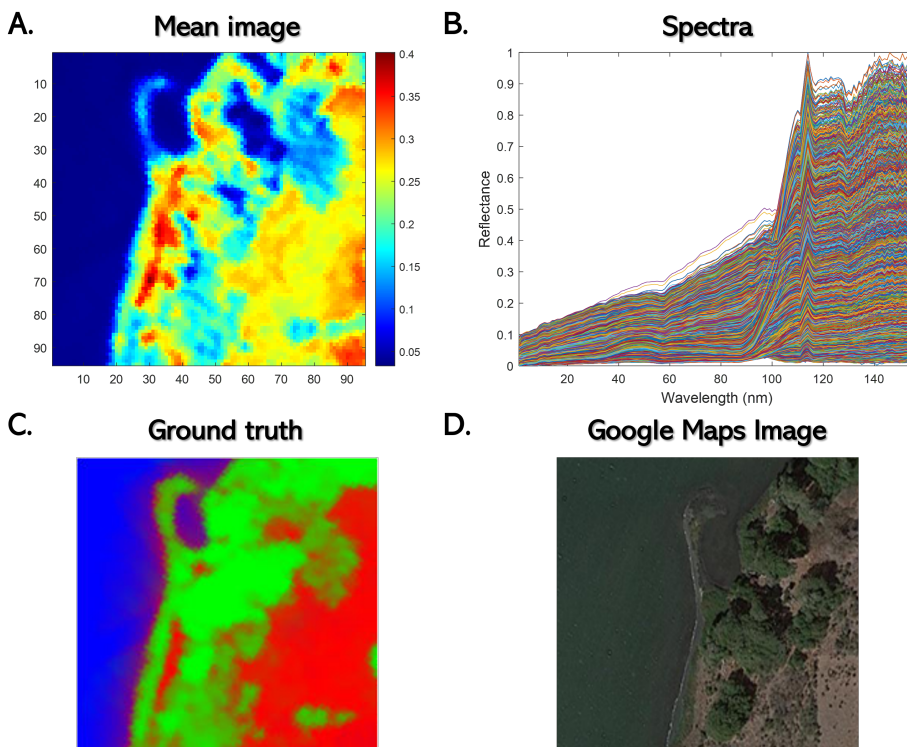 A.
Mean image
10
20
30
40
50
60
70
80
90
10 20 30 40 50 60 70 80 90
0.4
0.35
0.3
0.25
0.2
0.15
0.1
0.05
B.
Spectra
Reflectance
1
0.9
0.8
0.7
0.6
0.5
0.4
0.3
0.2
0.1
0
20 40 60 80 100 120 140
Wavelength (nm)
C.
Ground truth
D.
Google Maps Image